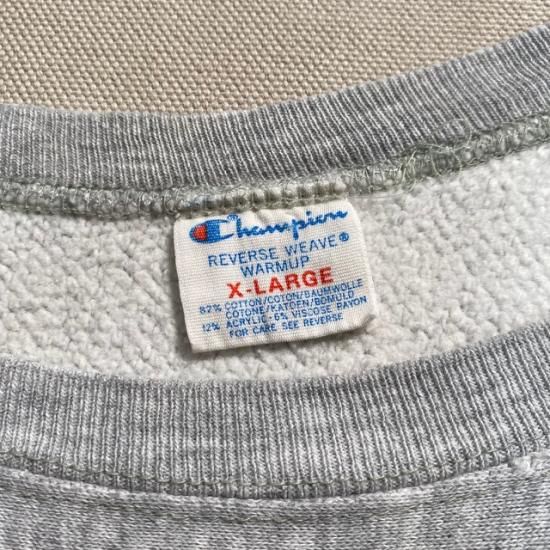 Champion
REVERSE WEAVE®
WARMUP
X-LARGE
82% COTTON/COTON/BAUMWOLLE
COTONE/KATOEN/BOMULD
12% ACRYLIC·6% VISCOSE RAYON
FOR CARE SEE REVERSE